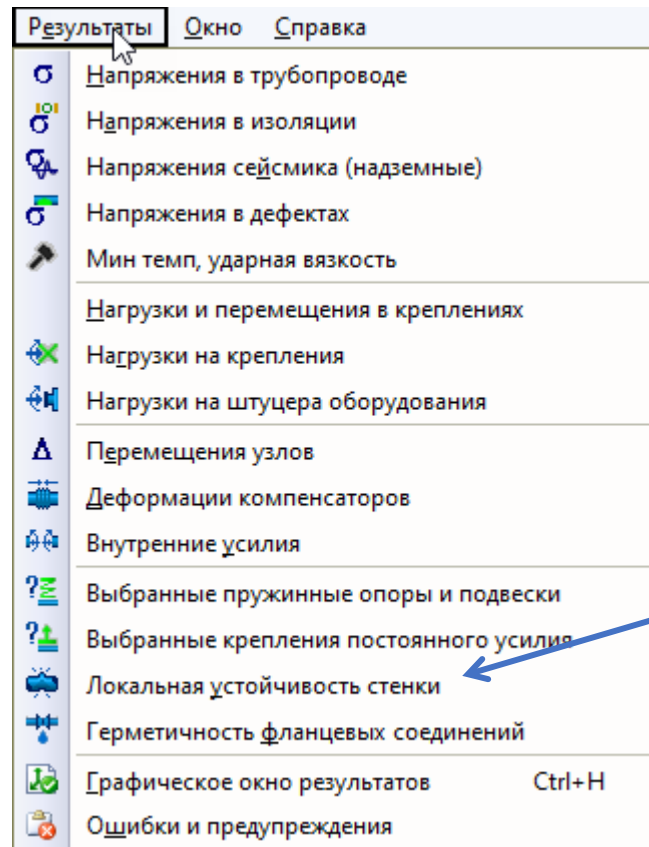 Результаты Окно Справка
Напряжения в трубопроводе
Напряжения в изоляции
Напряжения сейсмика (надземные)
Напряжения в дефектах
Мин темп, ударная вязкость
Нагрузки и перемещения в креплениях
Нагрузки на крепления
Нагрузки на штуцера оборудования
Перемещения узлов
Деформации компенсаторов
Внутренние усилия
Выбранные пружинные опоры и подвески
Выбранные крепления постоянного усилия
Локальная устойчивость стенки
Герметичность фланцевых соединений
Графическое окно результатов Ctrl+H
Ошибки и предупреждения